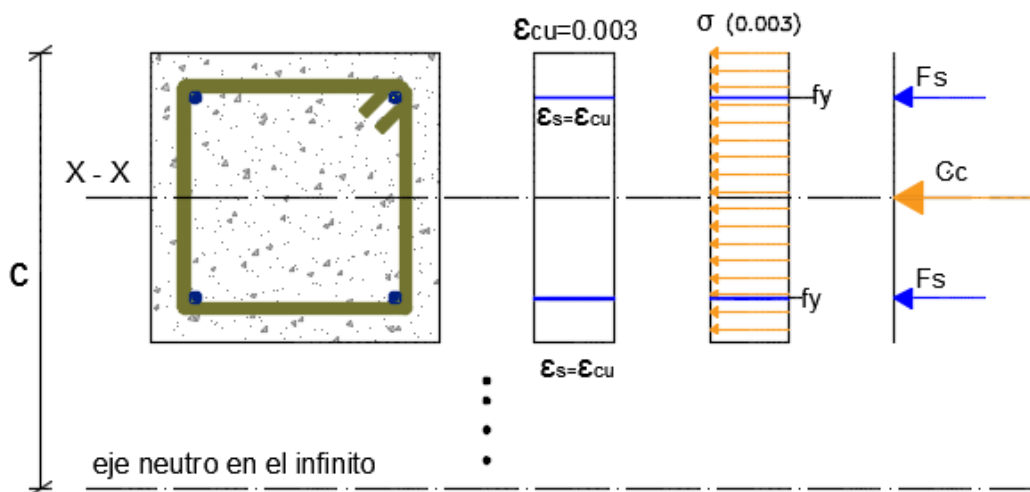 εcu=0.003
σ (0.003)
fy
Fs
εs=εcu
X - X
Cc
C
fy
Fs
εs=εcu
eje neutro en el infinito